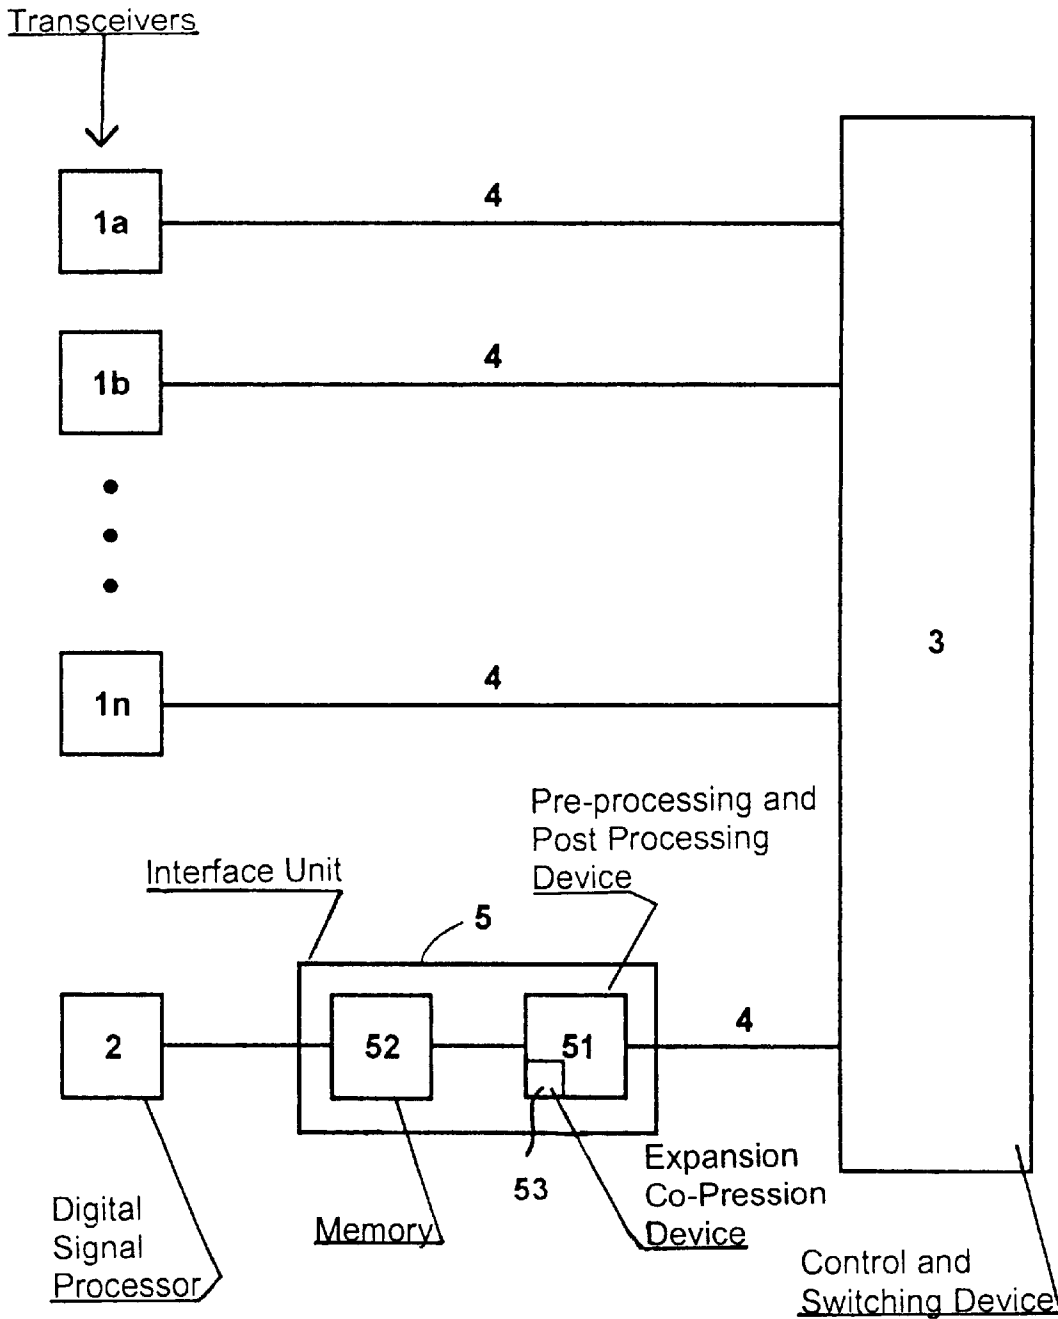 Transceivers
4
1a
4
1b
4
1n
3
Pre-processing and
Post Processing
Device
Interface Unit
5
4
2
52
51
53
Expansion
Co-Pression
Device
Digital
Signal
Processor
Memory
Control and
Switching Device